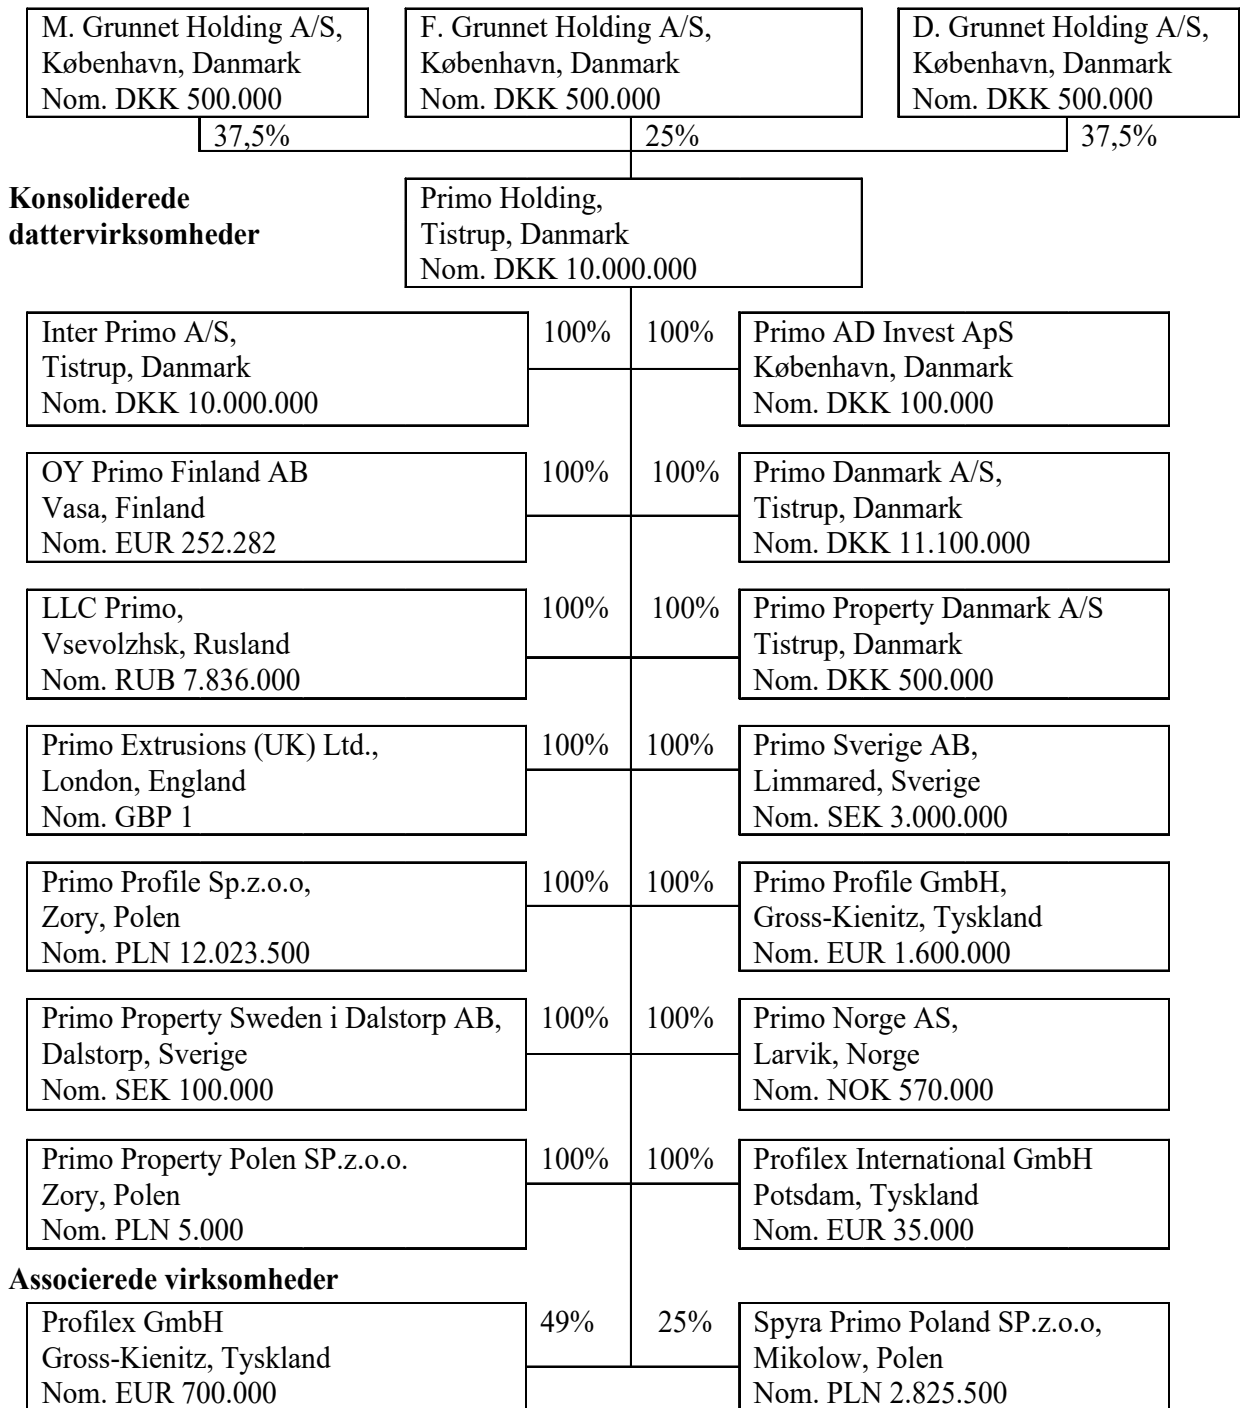 M. Grunnet Holding A/S,
København, Danmark
Nom. DKK 500.000
F. Grunnet Holding A/S,
København, Danmark
Nom. DKK 500.000
D. Grunnet Holding A/S,
København, Danmark
Nom. DKK 500.000
37,5%
25%
37,5%
Konsoliderede
dattervirksomheder
Primo Holding,
Tistrup, Danmark
Nom. DKK 10.000.000
Inter Primo A/S,
Tistrup, Danmark
Nom. DKK 10.000.000
100%
100%
Primo AD Invest ApS
København, Danmark
Nom. DKK 100.000
OY Primo Finland AB
Vasa, Finland
Nom. EUR 252.282
100%
100%
Primo Danmark A/S,
Tistrup, Danmark
Nom. DKK 11.100.000
LLC Primo,
Vsevolzhsk, Rusland
Nom. RUB 7.836.000
100%
100%
Primo Property Danmark A/S
Tistrup, Danmark
Nom. DKK 500.000
Primo Extrusions (UK) Ltd.,
London, England
Nom. GBP 1
100%
100%
Primo Sverige AB,
Limmared, Sverige
Nom. SEK 3.000.000
Primo Profile Sp.z.o.o,
Zory, Polen
Nom. PLN 12.023.500
100%
100%
Primo Profile GmbH,
Gross-Kienitz, Tyskland
Nom. EUR 1.600.000
Primo Property Sweden i Dalstorp AB,
Dalstorp, Sverige
Nom. SEK 100.000
100%
100%
Primo Norge AS,
Larvik, Norge
Nom. NOK 570.000
Primo Property Polen SP.z.o.o.
Zory, Polen
Nom. PLN 5.000
100%
100%
Profilex International GmbH
Potsdam, Tyskland
Nom. EUR 35.000
Associerede virksomheder
Profilex GmbH
Gross-Kienitz, Tyskland
Nom. EUR 700.000
49%
25%
Spyra Primo Poland SP.z.o.o,
Mikolow, Polen
Nom. PLN 2.825.500